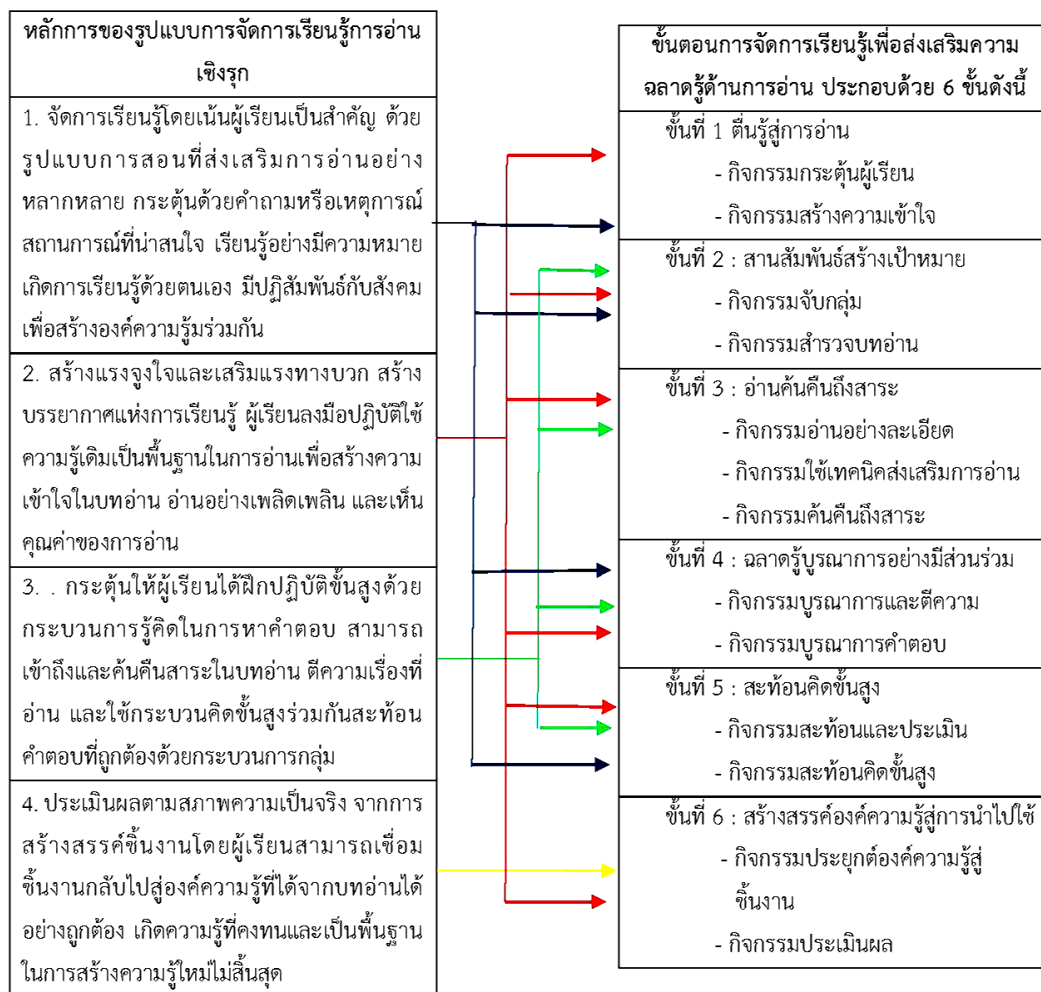 หลักการของรูปแบบการจัดการเรียนรู้การอ่าน
เชิงรุก
1. จัดการเรียนรู้โดยเน้นผู้เรียนเป็นสำคัญ ด้วย
รูปแบบการสอนที่ส่งเสริมการอ่านอย่าง
หลากหลาย กระตุ้นด้วยคำถามหรือเหตุการณ์
สถานการณ์ที่น่าสนใจ เรียนรู้อย่างมีความหมาย
เกิดการเรียนรู้ด้วยตนเอง มีปฏิสัมพันธ์กับสังคม
เพื่อสร้างองค์ความรู้มร่วมกัน
2. สร้างแรงจูงใจและเสริมแรงทางบวก สร้าง
บรรยากาศแห่งการเรียนรู้ ผู้เรียนลงมือปฏิบัติใช้
ความรู้เดิมเป็นพื้นฐานในการอ่านเพื่อสร้างความ
เข้าใจในบทอ่าน อ่านอย่างเพลิดเพลิน และเห็น
คุณค่าของการอ่าน
3. . กระตุ้นให้ผู้เรียนได้ฝึกปฏิบัติขั้นสูงด้วย
กระบวนการรู้คิดในการหาคำตอบ สามารถ
เข้าถึงและค้นคืนสาระในบทอ่าน ตีความเรื่องที่
อ่าน และใช้กระบวนคิดขั้นสูงร่วมกันสะท้อน
คำตอบที่ถูกต้องด้วยกระบวนการกลุ่ม
4. ประเมินผลตามสภาพความเป็นจริง จากการ
สร้างสรรค์ชิ้นงานโดยผู้เรียนสามารถเชื่อม
ชิ้นงานกลับไปสู่องค์ความรู้ที่ได้จากบทอ่านได้
อย่างถูกต้อง เกิดความรู้ที่คงทนและเป็นพื้นฐาน
ในการสร้างความรู้ใหม่ไม่สิ้นสุด
ขั้นตอนการจัดการเรียนรู้เพื่อส่งเสริมความ
ฉลาดรู้ด้านการอ่าน ประกอบด้วย 6 ขั้นดังนี้
ขั้นที่ 1 ตื่นรู้สู่การอ่าน
- กิจกรรมกระตุ้นผู้เรียน
- กิจกรรมสร้างความเข้าใจ
ขั้นที่ 2 : สานสัมพันธ์สร้างเป้าหมาย
- กิจกรรมจับกลุ่ม
- กิจกรรมสำรวจบทอ่าน
ขั้นที่ 3 : อ่านค้นคืนถึงสาระ
- กิจกรรมอ่านอย่างละเอียด
- กิจกรรมใช้เทคนิคส่งเสริมการอ่าน
- กิจกรรมค้นคืนถึงสาระ
ขั้นที่ 4 : ฉลาดรู้บูรณาการอย่างมีส่วนร่วม
- กิจกรรมบูรณาการและตีความ
- กิจกรรมบูรณาการคำตอบ
ขั้นที่ 5 : สะท้อนคิดขั้นสูง
- กิจกรรมสะท้อนและประเมิน
- กิจกรรมสะท้อนคิดขั้นสูง
ขั้นที่ 6 : สร้างสรรค์องค์ความรู้สู่การนำไปใช้
- กิจกรรมประยุกต์องค์ความรู้สู่
ชิ้นงาน
- กิจกรรมประเมินผล